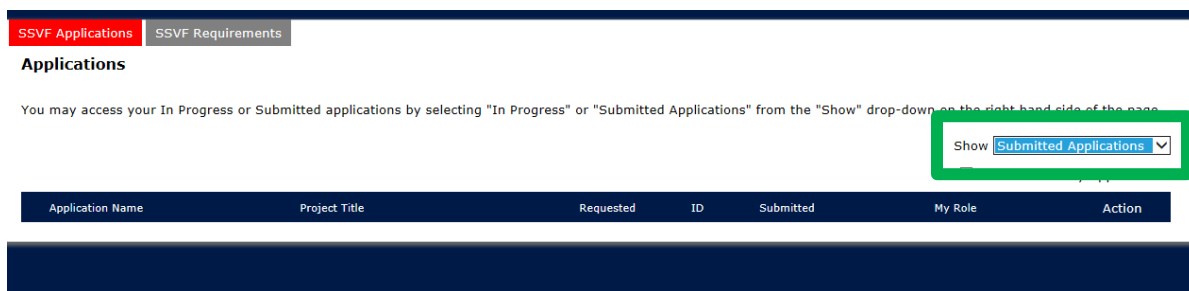 SSVF Applications SSVF Requirements
Applications
You may access your In Progress or Submitted applications by selecting "In Progress" or "Submitted Applications" from the "Show" drop-down on the right hand side of the page
Show Submitted Applications
Application Name Project Title Requested ID Submitted My Role Action